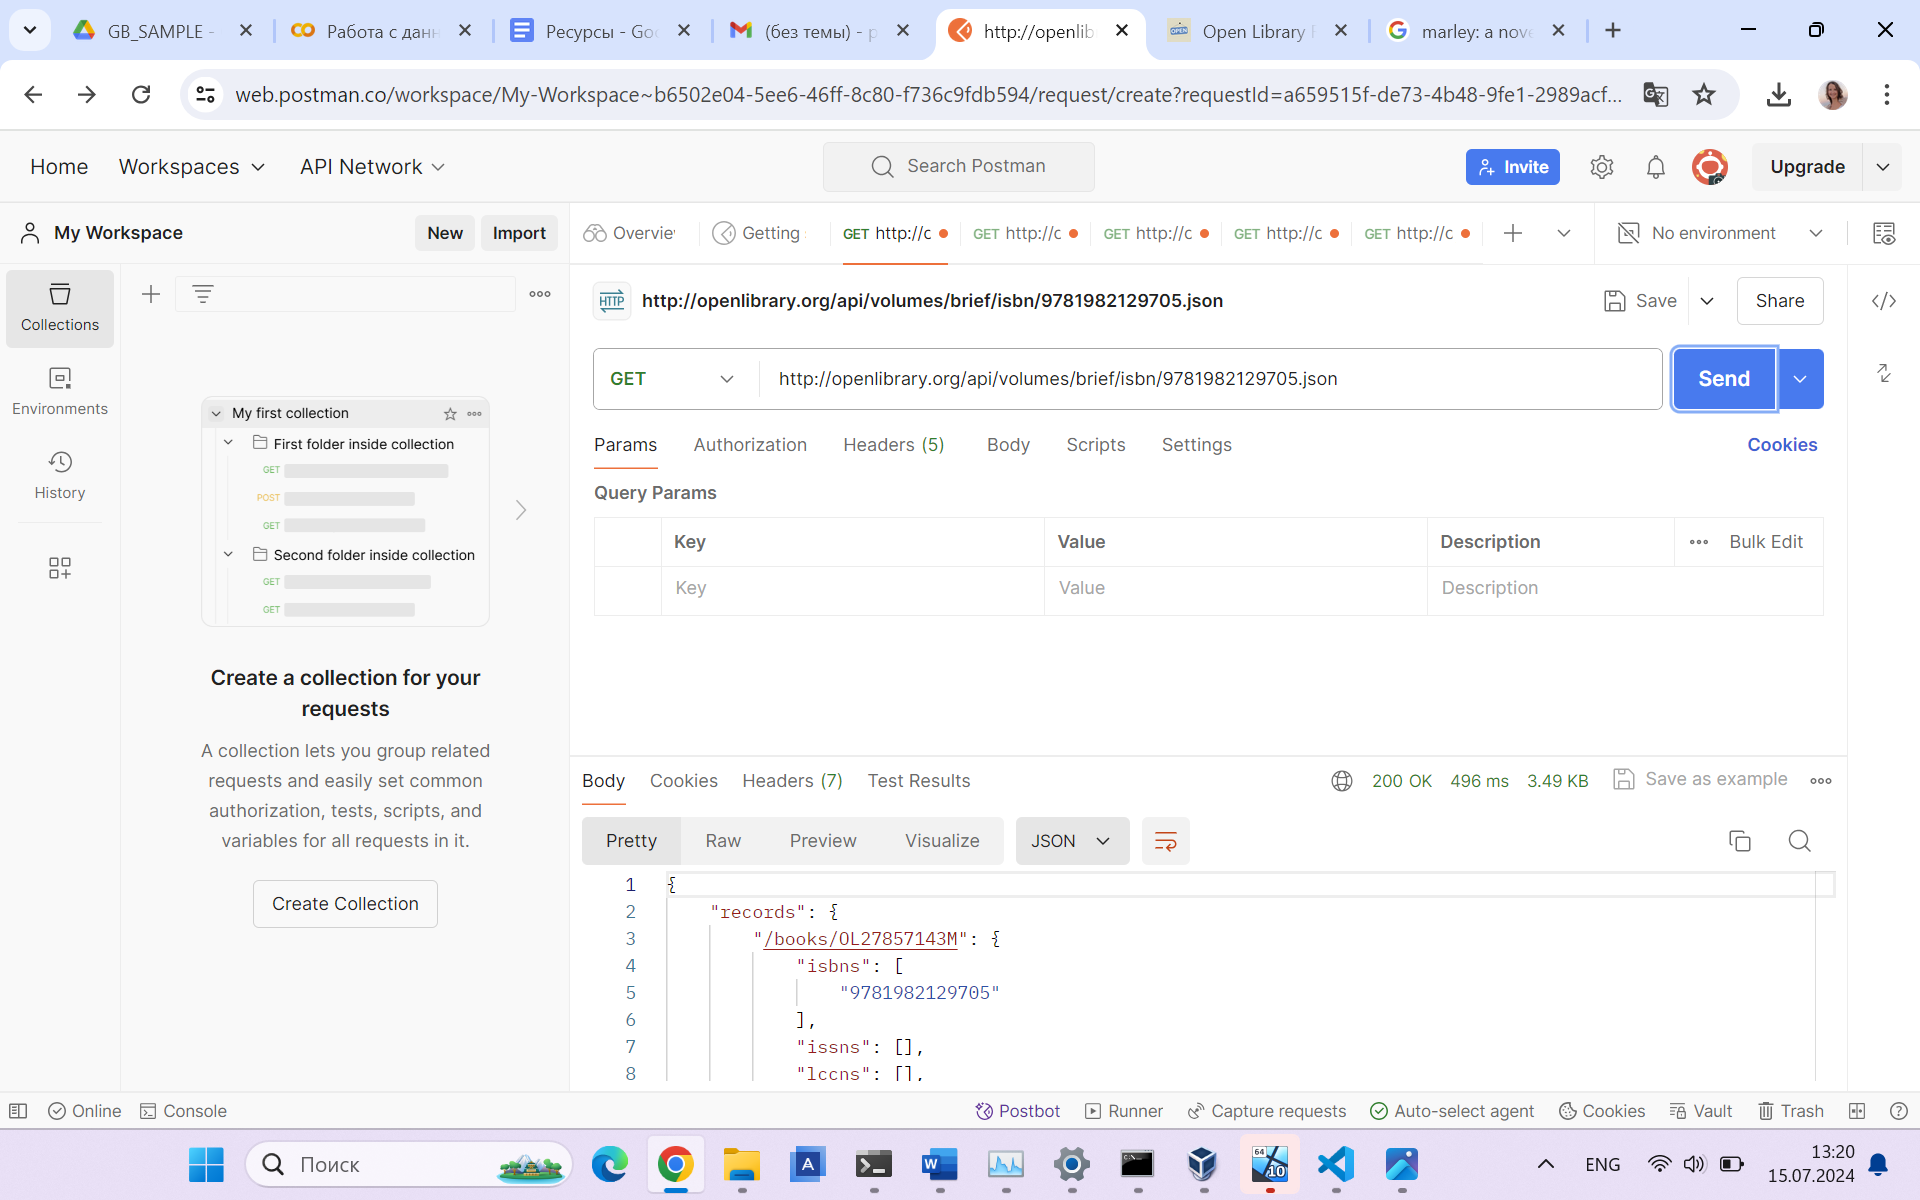 GB_SAMPLE -
Работа с дан
Ресурсы - Goo
(без темы) - р
http://openlib
Open Library
marley: a nove
web.postman.co/workspace/My-Workspace~b6502e04-5ee6-46ff-8c80-f736c9fdb594/request/create?requestId=a659515f-de73-4b48-9fe1-2989acf...
Home
Workspaces
API Network
Search Postman
Invite
Upgrade
My Workspace
New
Import
Overvie
Getting
GET http://c
GET http://c
GET http://c
GET http://c
GET http://c
No environment
Collections
Environments
History
My first collection
First folder inside collection
GET
POST
GET
Second folder inside collection
GET
GET
Create a collection for your
requests
A collection lets you group related
requests and easily set common
authorization, tests, scripts, and
variables for all requests in it.
Create Collection
HTTP
http://openlibrary.org/api/volumes/brief/isbn/9781982129705.json
Save
Share
GET
http://openlibrary.org/api/volumes/brief/isbn/9781982129705.json
Send
Params
Authorization
Headers (5)
Body
Scripts
Settings
Cookies
Query Params
Key
Value
Description
Bulk Edit
Key
Value
Description
Body
Cookies
Headers (7)
Test Results
200 OK
496 ms
3.49 KB
Save as example
Pretty
Raw
Preview
Visualize
JSON
1 {
2 "records": {
3 "/books/OL27857143M": {
4 "isbns": [
5 "9781982129705"
6 ],
7 "issns": [],
8 "lccns": [],
Online
Console
Postbot
Runner
Capture requests
Auto-select agent
Cookies
Vault
Trash
Поиск
64
10
ENG
13:20
15.07.2024